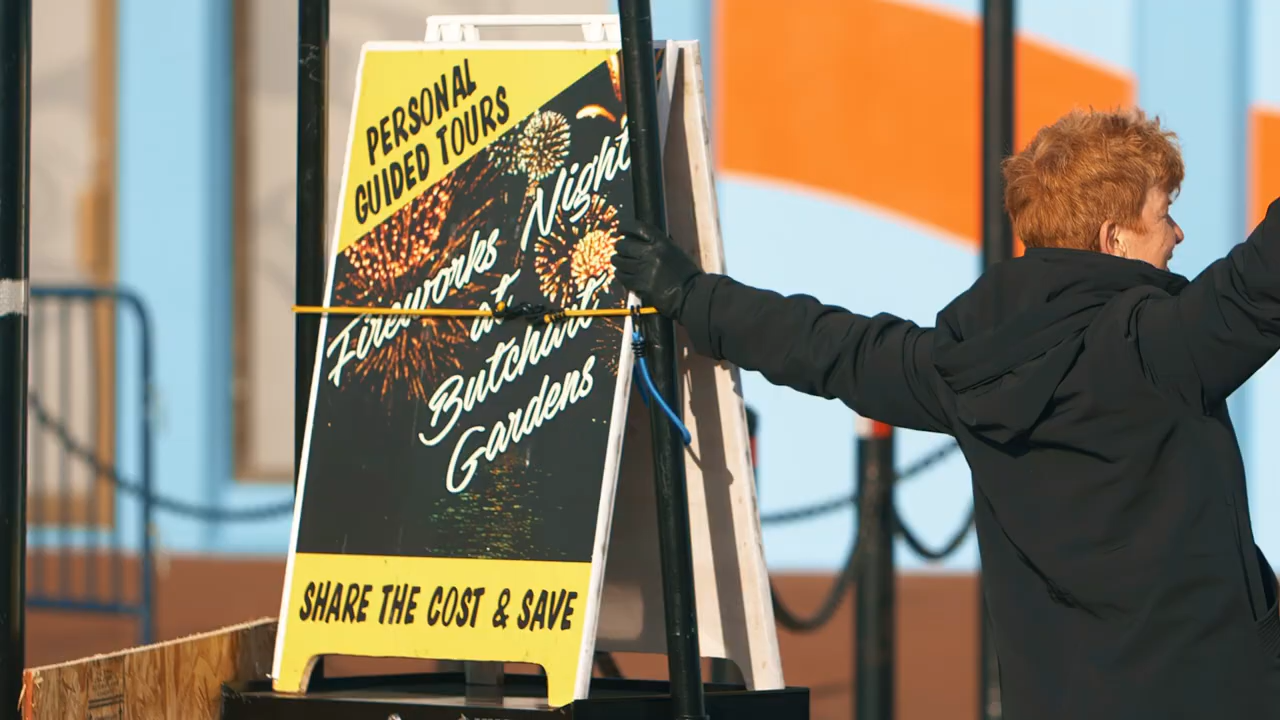 PERSONAL
GUIDED TOURS
Fireworks Night
at
Butchart
Gardens
SHARE THE COST & SAVE